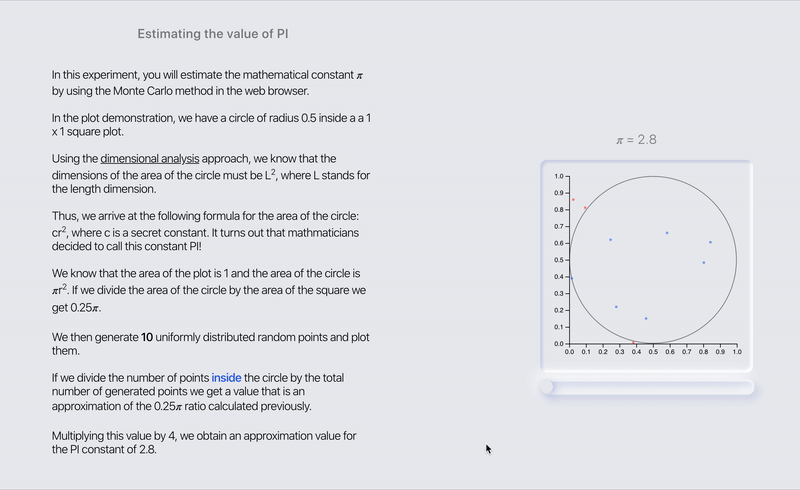 Estimating the value of PI
In this experiment, you will estimate the mathematical constant π
by using the Monte Carlo method in the web browser.
In the plot demonstration, we have a circle of radius 0.5 inside a a 1
x 1 square plot.
Using the dimensional analysis approach, we know that the
dimensions of the area of the circle must be L², where L stands for
the length dimension.
Thus, we arrive at the following formula for the area of the circle:
cr², where c is a secret constant. It turns out that mathmaticians
decided to call this constant PI!
We know that the area of the plot is 1 and the area of the circle is
πr². If we divide the area of the circle by the area of the square we
get 0.25π.
We then generate 10 uniformly distributed random points and plot
them.
If we divide the number of points inside the circle by the total
number of generated points we get a value that is an
approximation of the 0.25π ratio calculated previously.
Multiplying this value by 4, we obtain an approximation value for
the PI constant of 2.8.
π = 2.8
1.0
0.9
0.8
0.7
0.6
0.5
0.4
0.3
0.2
0.1
0.0
0.0 0.1 0.2 0.3 0.4 0.5 0.6 0.7 0.8 0.9 1.0